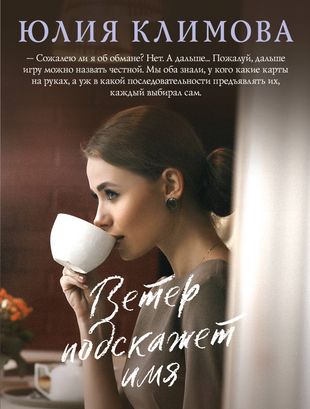 ЮЛИЯ КЛИМОВА
— Сожалею ли я об обмане? Нет. А дальше... Пожалуй, дальше
игру можно назвать честной. Мы оба знали, у кого какие карты
на руках, а уж в какой последовательности предъявлять их,
каждый выбирал сам.
Ветер
подскажет
имя